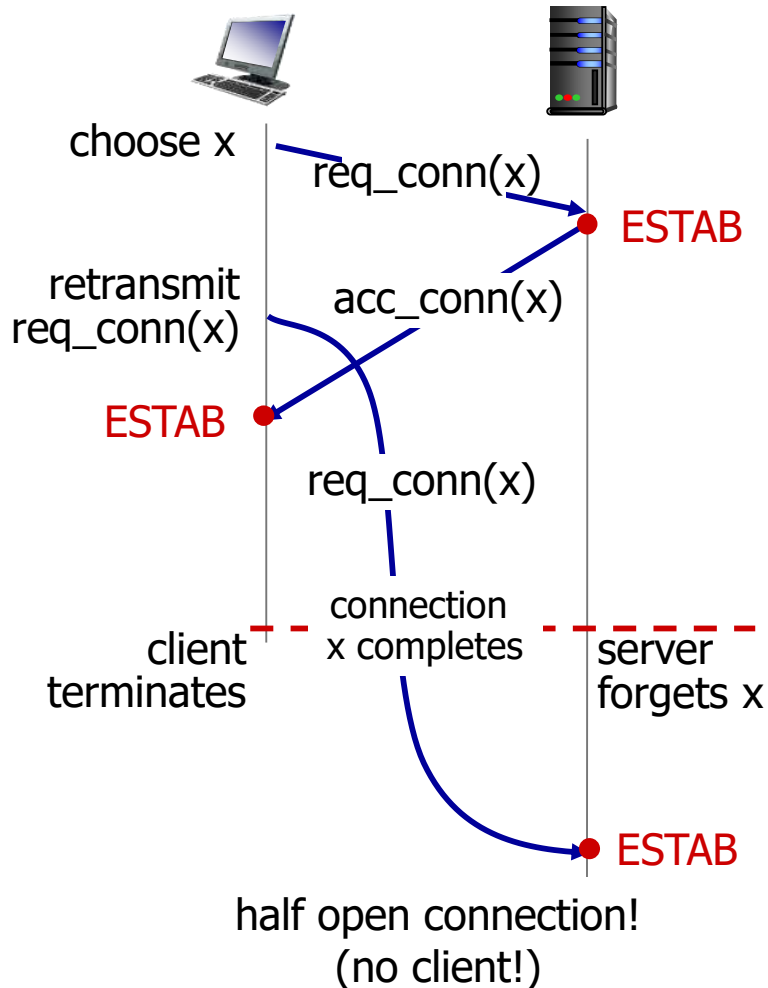 choose x
req_conn(x)
ESTAB
retransmit
req_conn(x)
acc_conn(x)
ESTAB
req_conn(x)
connection
x completes
client
terminates
server
forgets x
ESTAB
half open connection!
(no client!)